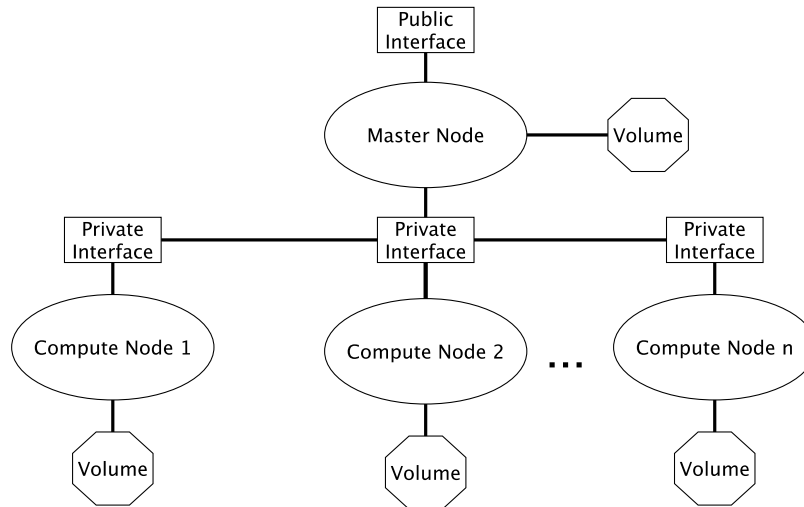 Public
Interface
Master Node
Volume
Private
Interface
Private
Interface
Private
Interface
Compute Node 1
Compute Node 2
...
Compute Node n
Volume
Volume
Volume